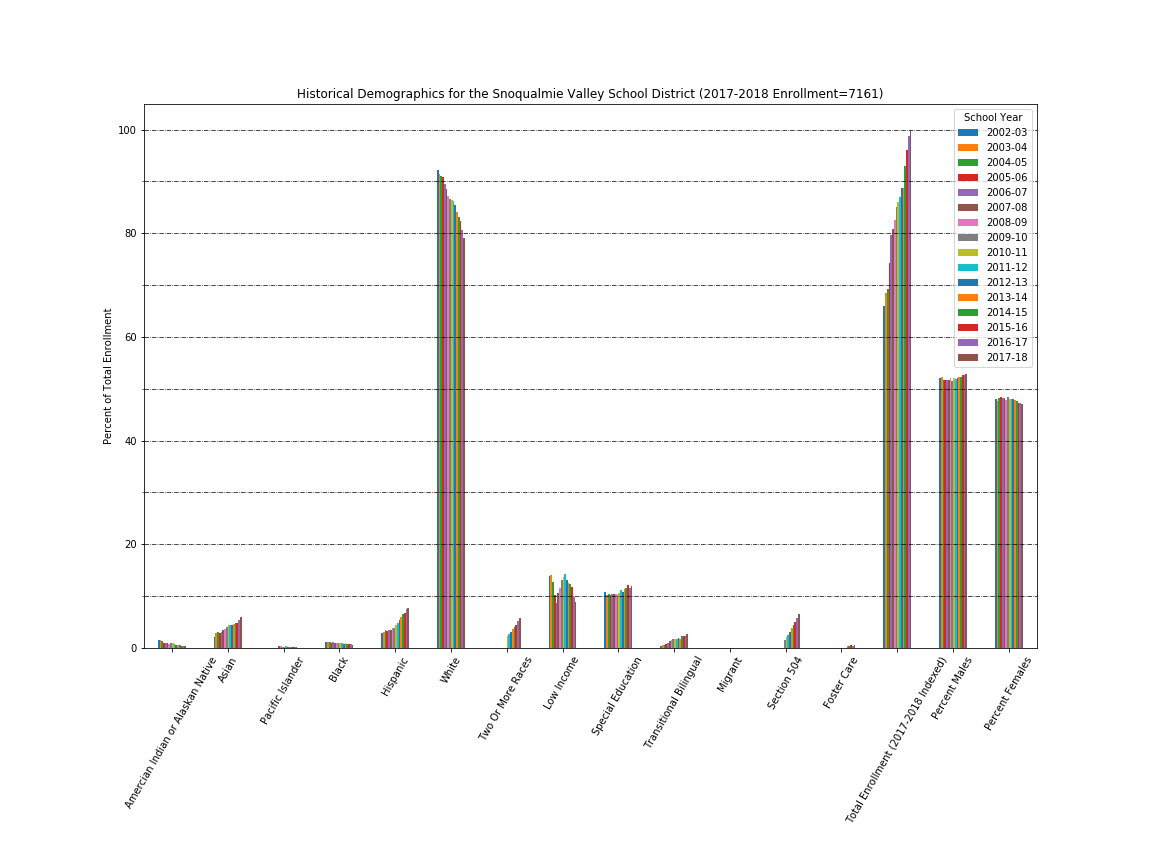 Historical Demographics for the Snoqualmie Valley School District (2017-2018 Enrollment=7161)
Percent of Total Enrollment
100
80
60
40
20
0
School Year
2002-03
2003-04
2004-05
2005-06
2006-07
2007-08
2008-09
2009-10
2010-11
2011-12
2012-13
2013-14
2014-15
2015-16
2016-17
2017-18
Amercian Indian or Alaskan Native
Asian
Pacific Islander
Black
Hispanic
White
Two Or More Races
Low Income
Special Education
Transitional Bilingual
Migrant
Section 504
Foster Care
Total Enrollment (2017-2018 Indexed)
Percent Males
Percent Females